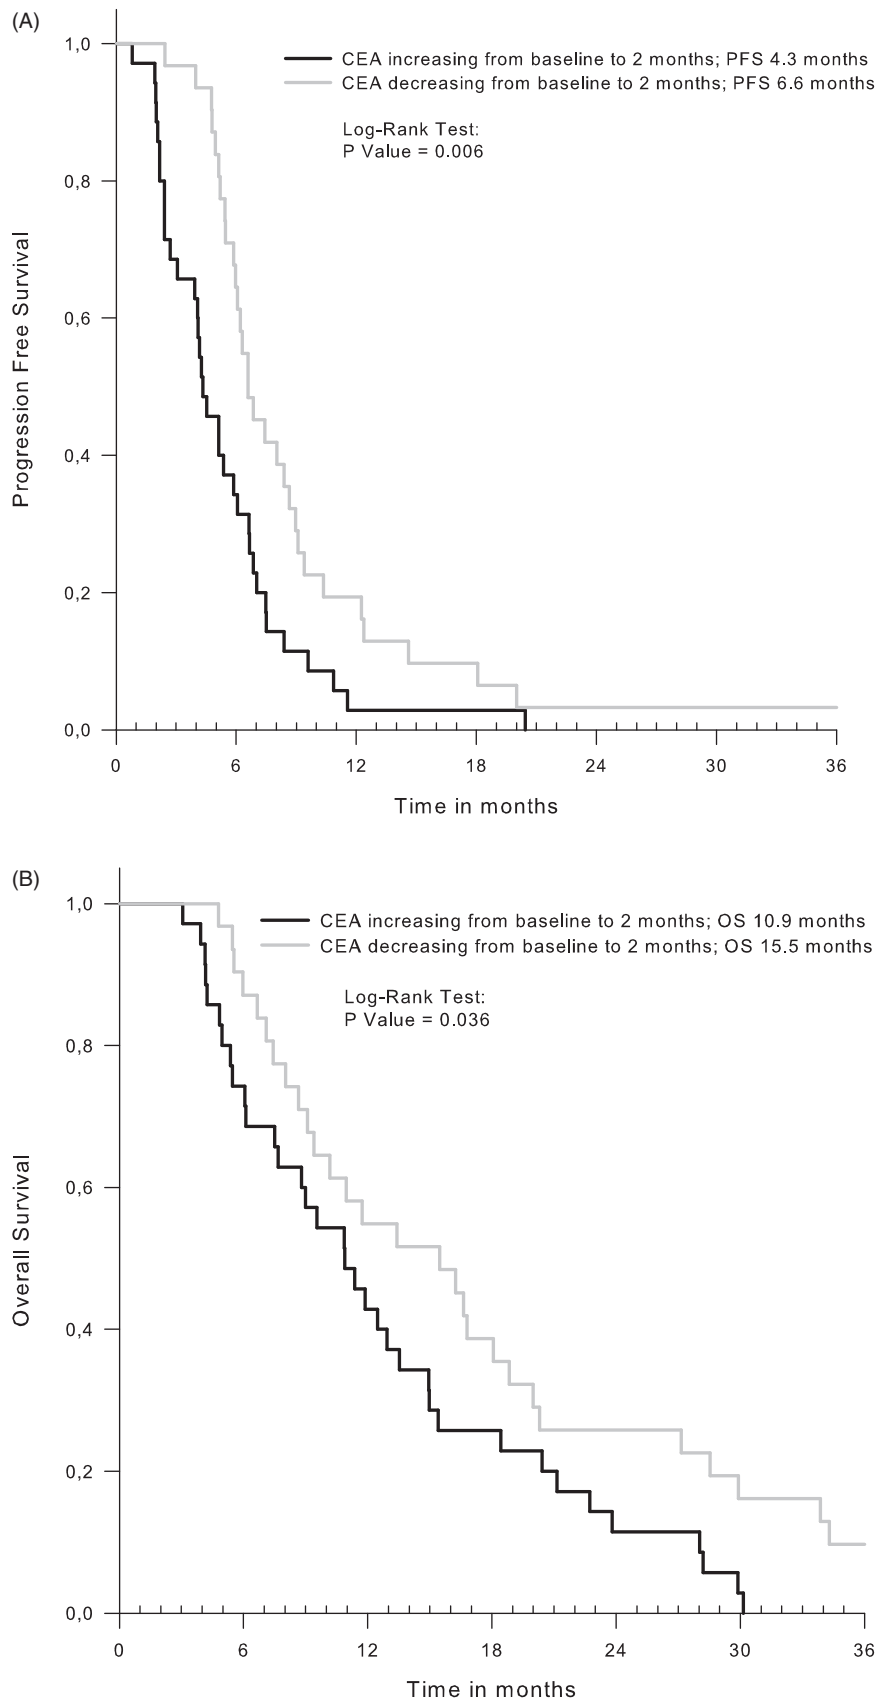 (A)
1,0
CEA increasing from baseline to 2 months; PFS 4.3 months
CEA decreasing from baseline to 2 months; PFS 6.6 months
Log-Rank Test:
P Value = 0.006
0,8
0,6
0,4
0,2
0,0
Progression Free Survival
0 6 12 18 24 30 36
Time in months
(B)
1,0
CEA increasing from baseline to 2 months; OS 10.9 months
CEA decreasing from baseline to 2 months; OS 15.5 months
Log-Rank Test:
P Value = 0.036
0,8
0,6
0,4
0,2
0,0
Overall Survival
0 6 12 18 24 30 36
Time in months